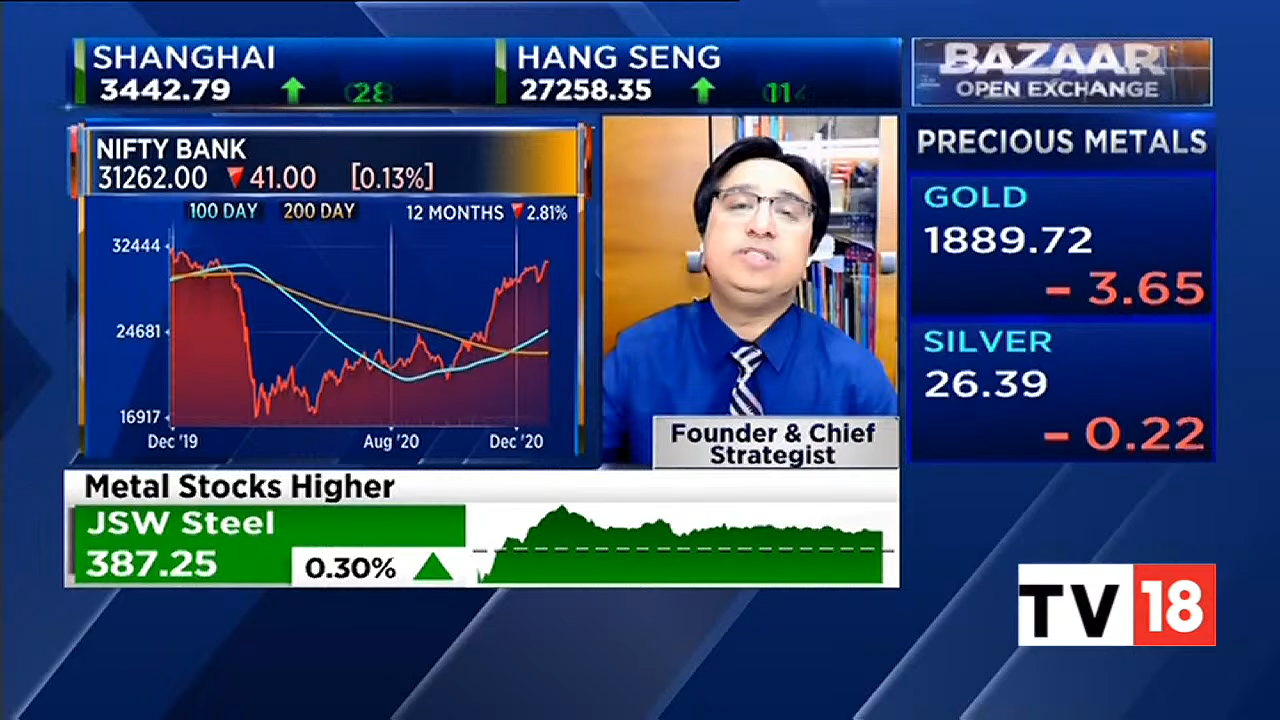 SHANGHAI
3442.79
HANG SENG
27258.35
BAZAAR
OPEN EXCHANGE
NIFTY BANK
31262.00 ▼41.00 [0.13%]
100 DAY 200 DAY 12 MONTHS ▼2.81%
32444
24681
16917
Dec '19 Aug '20 Dec '20
Founder & Chief
Strategist
PRECIOUS METALS
GOLD
1889.72
- 3.65
SILVER
26.39
- 0.22
Metal Stocks Higher
JSW Steel
387.25 0.30% ▲
TV18